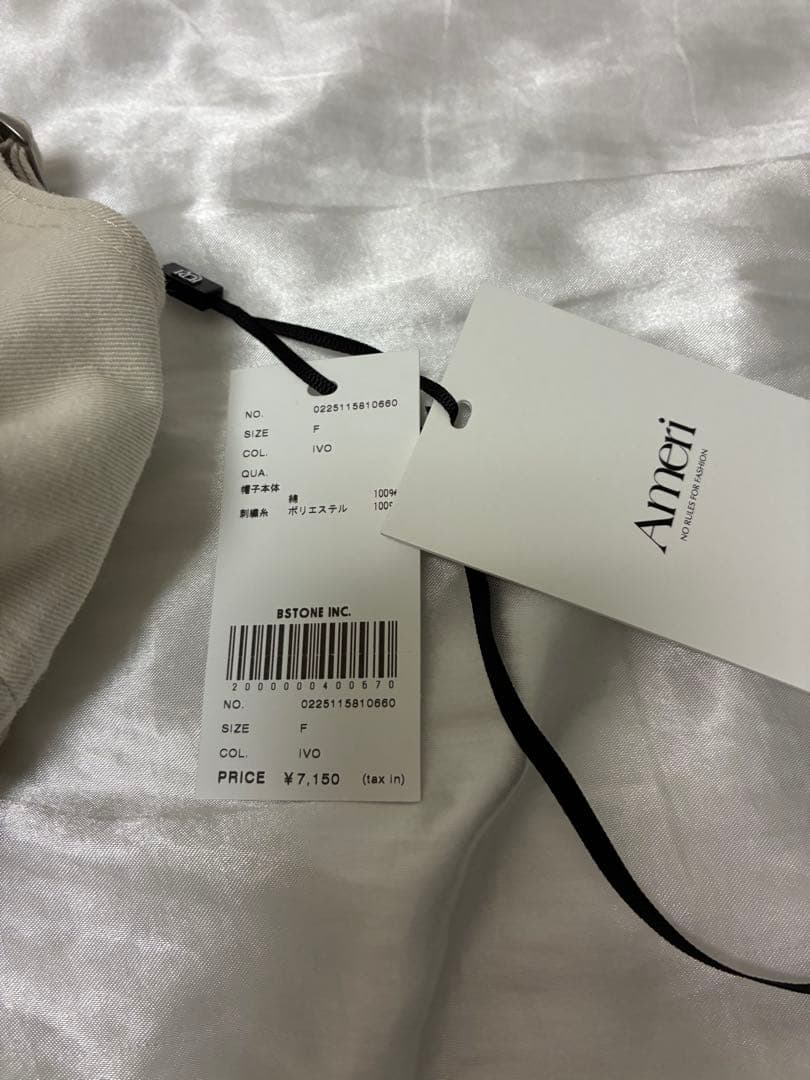 NO. 0225115810660
SIZE F
COL. IVO
QUA.
帽子本体
綿 100%
刺繍糸 ポリエステル
BSTONE INC.
2000000400570
NO. 0225115810660
SIZE F
COL. IVO
PRICE ¥7,150 (tax in)
Ameri
NO RULES FOR FASHION